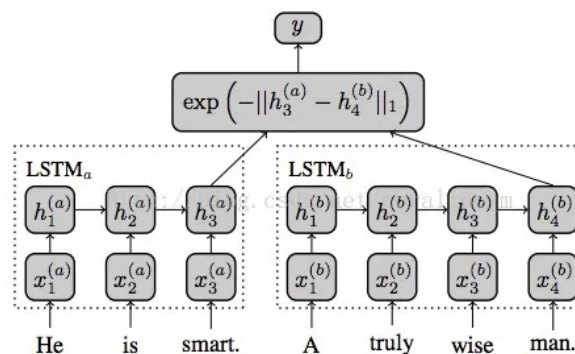 y
exp (-||h_3^{(a)} - h_4^{(b)}||_1)
LSTM_a LSTM_b
h_1^{(a)} h_2^{(a)} h_3^{(a)} h_1^{(b)} h_2^{(b)} h_3^{(b)} h_4^{(b)}
x_1^{(a)} x_2^{(a)} x_3^{(a)} x_1^{(b)} x_2^{(b)} x_3^{(b)} x_4^{(b)}
He is smart. A truly wise man.